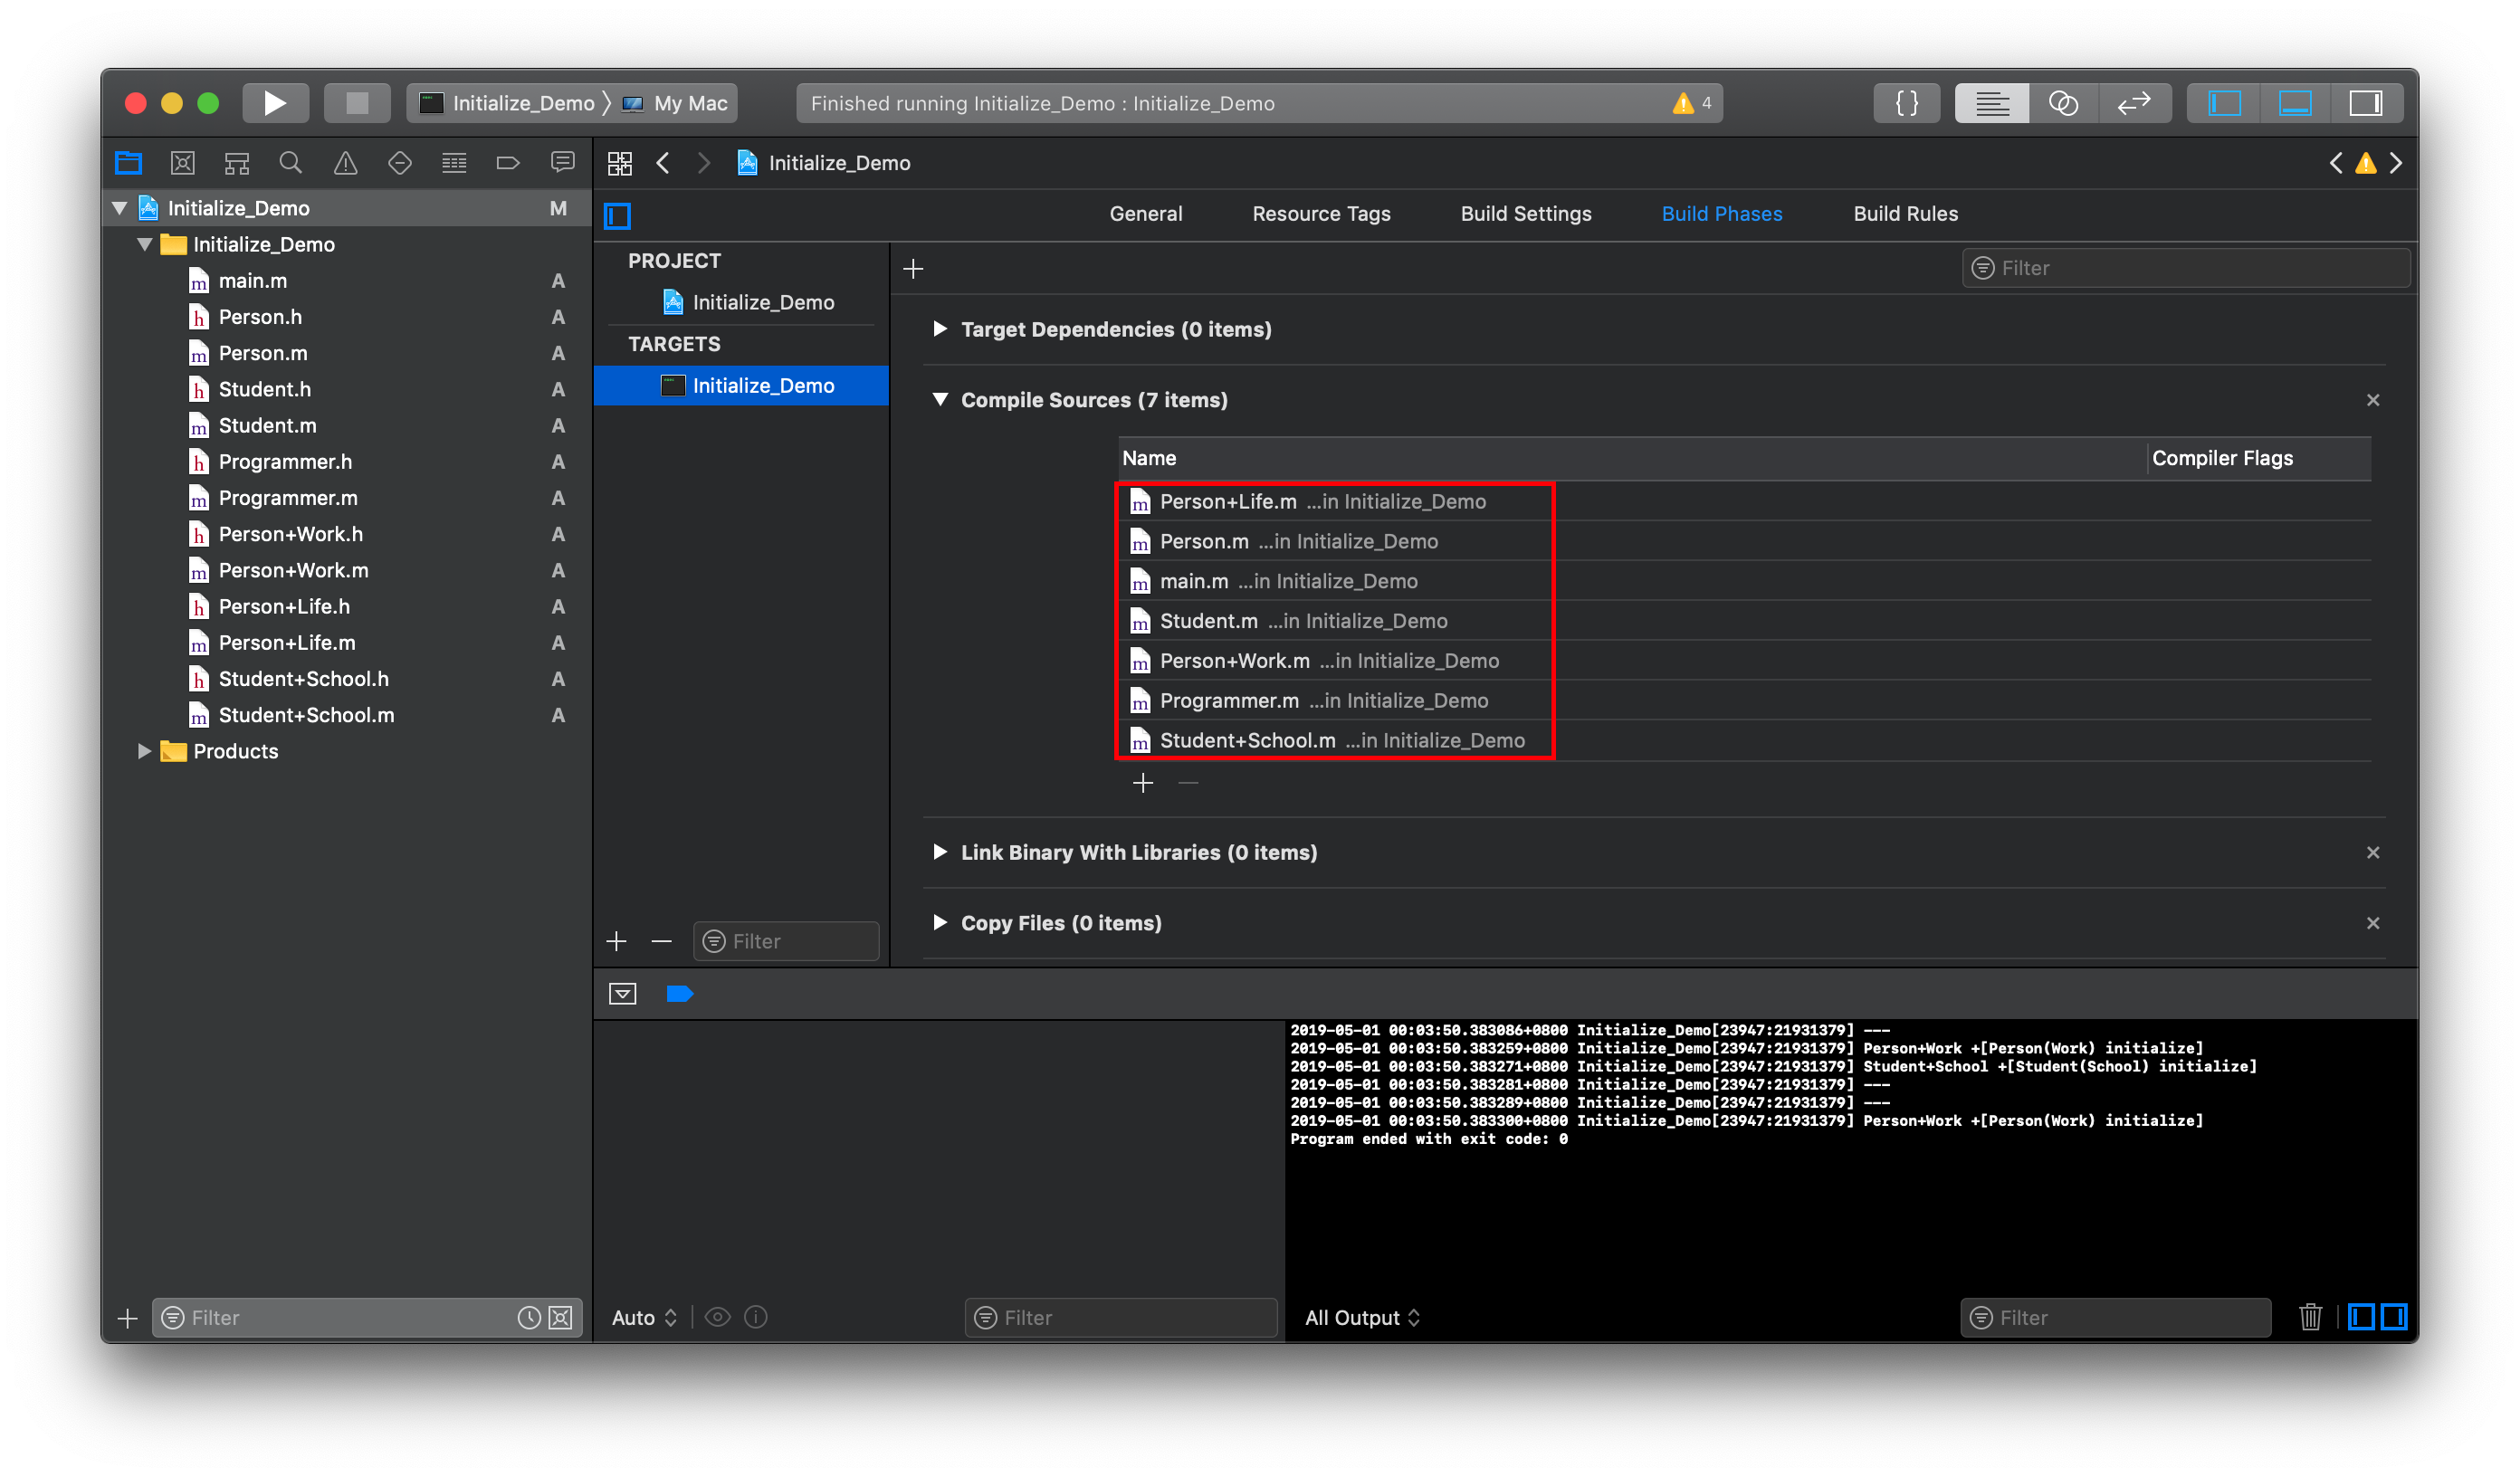 Initialize_Demo 〉 My Mac
Finished running Initialize_Demo : Initialize_Demo
4
{ }
Initialize_Demo M
Initialize_Demo
main.m A
Person.h A
Person.m A
Student.h A
Student.m A
Programmer.h A
Programmer.m A
Person+Work.h A
Person+Work.m A
Person+Life.h A
Person+Life.m A
Student+School.h A
Student+School.m A
Products
Filter
Initialize_Demo
General Resource Tags Build Settings Build Phases Build Rules
PROJECT
Initialize_Demo
TARGETS
Initialize_Demo
Filter
Filter
Target Dependencies (0 items)
Compile Sources (7 items)
Name Compiler Flags
Person+Life.m ...in Initialize_Demo
Person.m ...in Initialize_Demo
main.m ...in Initialize_Demo
Student.m ...in Initialize_Demo
Person+Work.m ...in Initialize_Demo
Programmer.m ...in Initialize_Demo
Student+School.m ...in Initialize_Demo
Link Binary With Libraries (0 items)
Copy Files (0 items)
2019-05-01 00:03:50.383086+0800 Initialize_Demo[23947:21931379] ---
2019-05-01 00:03:50.383259+0800 Initialize_Demo[23947:21931379] Person+Work +[Person(Work) initialize]
2019-05-01 00:03:50.383271+0800 Initialize_Demo[23947:21931379] Student+School +[Student(School) initialize]
2019-05-01 00:03:50.383281+0800 Initialize_Demo[23947:21931379] ---
2019-05-01 00:03:50.383289+0800 Initialize_Demo[23947:21931379] ---
2019-05-01 00:03:50.383300+0800 Initialize_Demo[23947:21931379] Person+Work +[Person(Work) initialize]
Program ended with exit code: 0
Auto
Filter
All Output
Filter